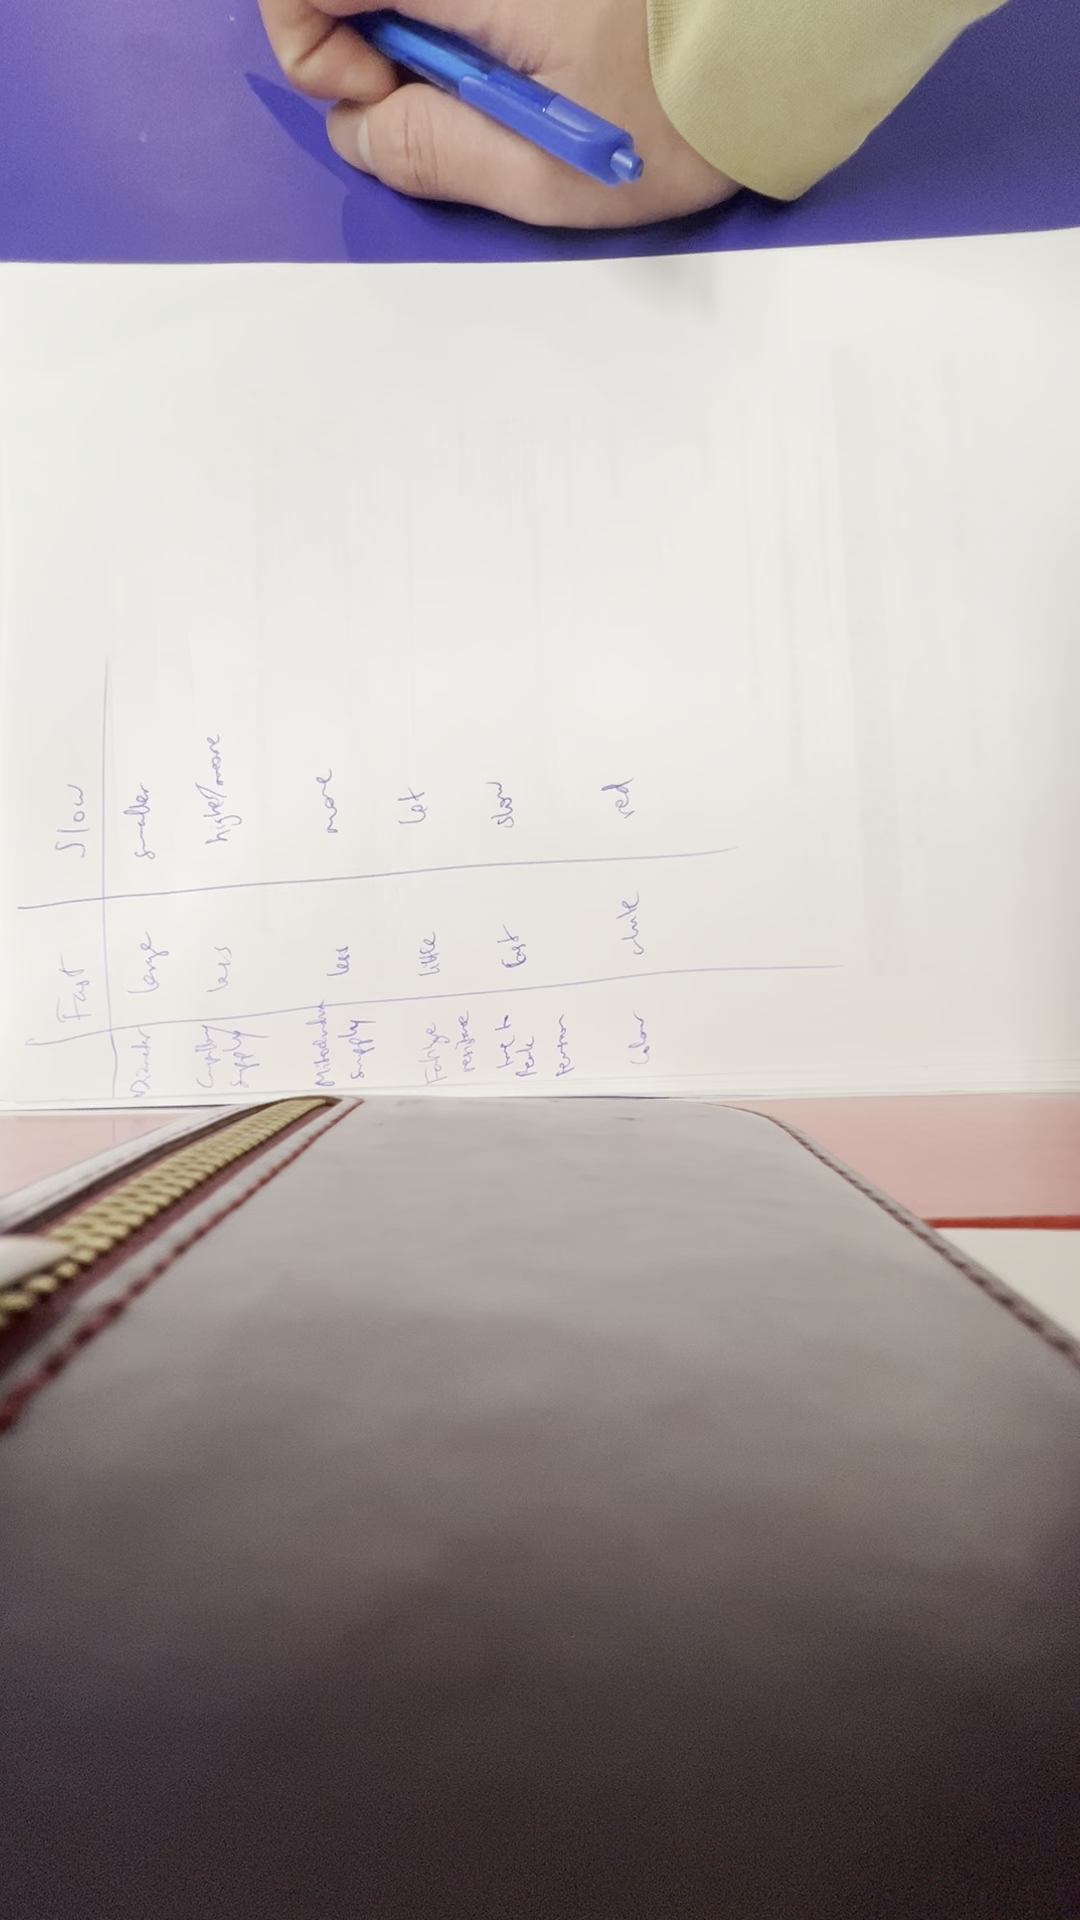 Fast Slow
Diameter large smaller
Capillary less higher/more
supply
Mitochondria less more
supply
Fatigue little lot
resistance
time to fast slow
Peak
tension
Colour white red